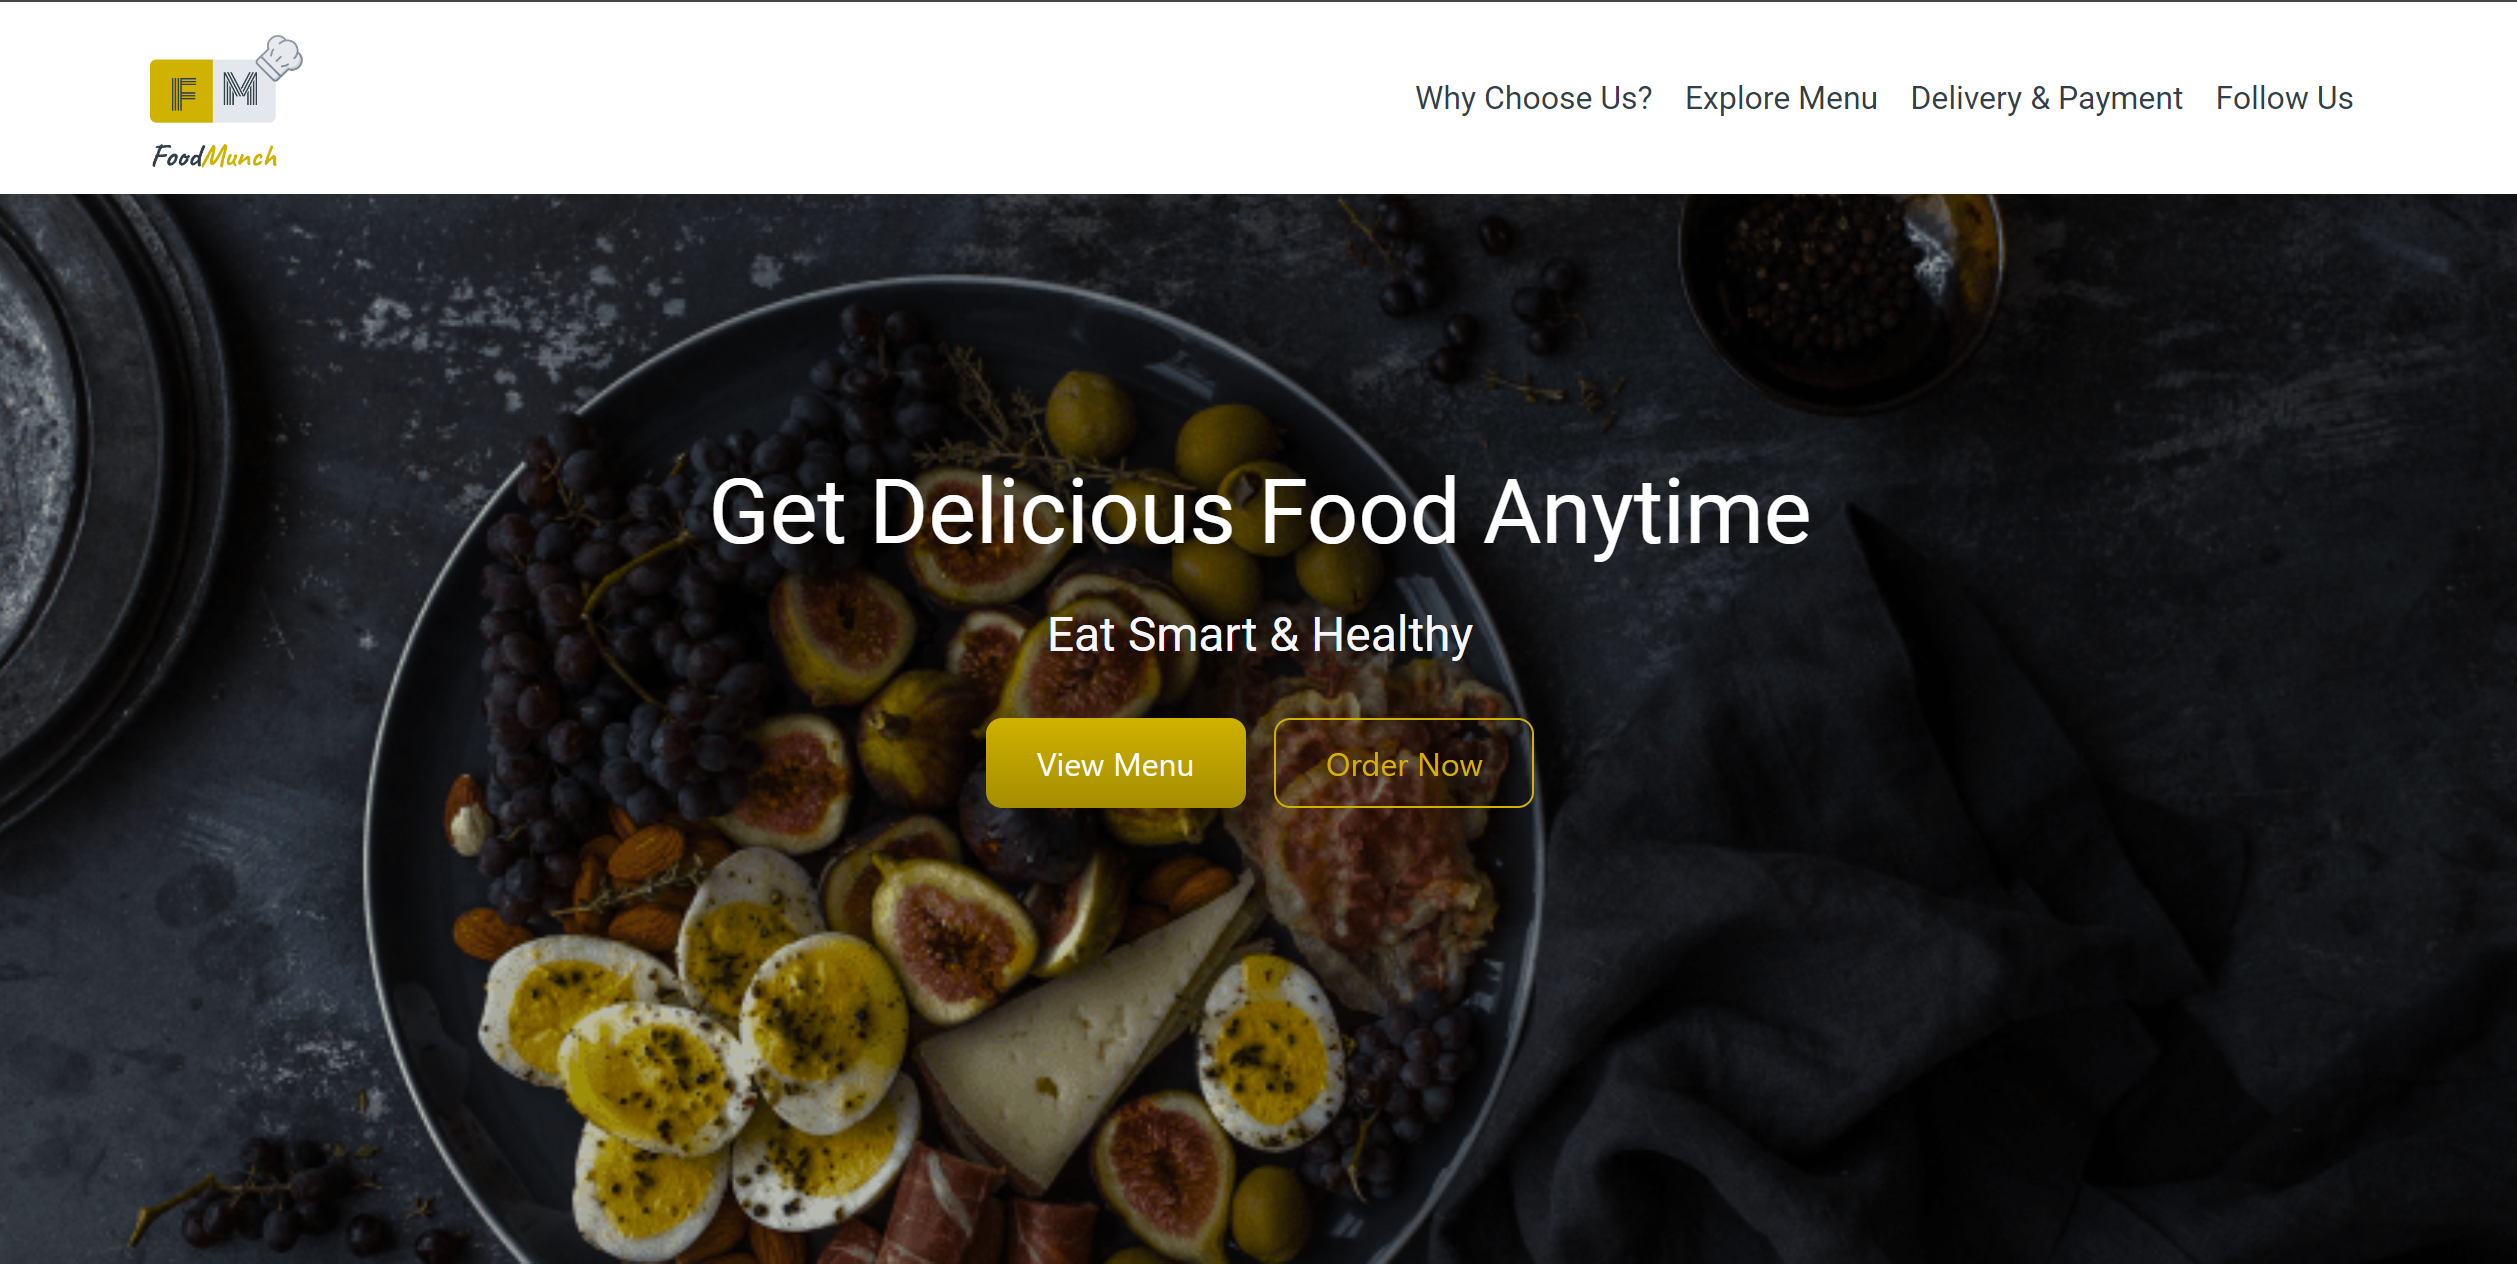 F M
FoodMunch
Why Choose Us? Explore Menu Delivery & Payment Follow Us
Get Delicious Food Anytime
Eat Smart & Healthy
View Menu Order Now